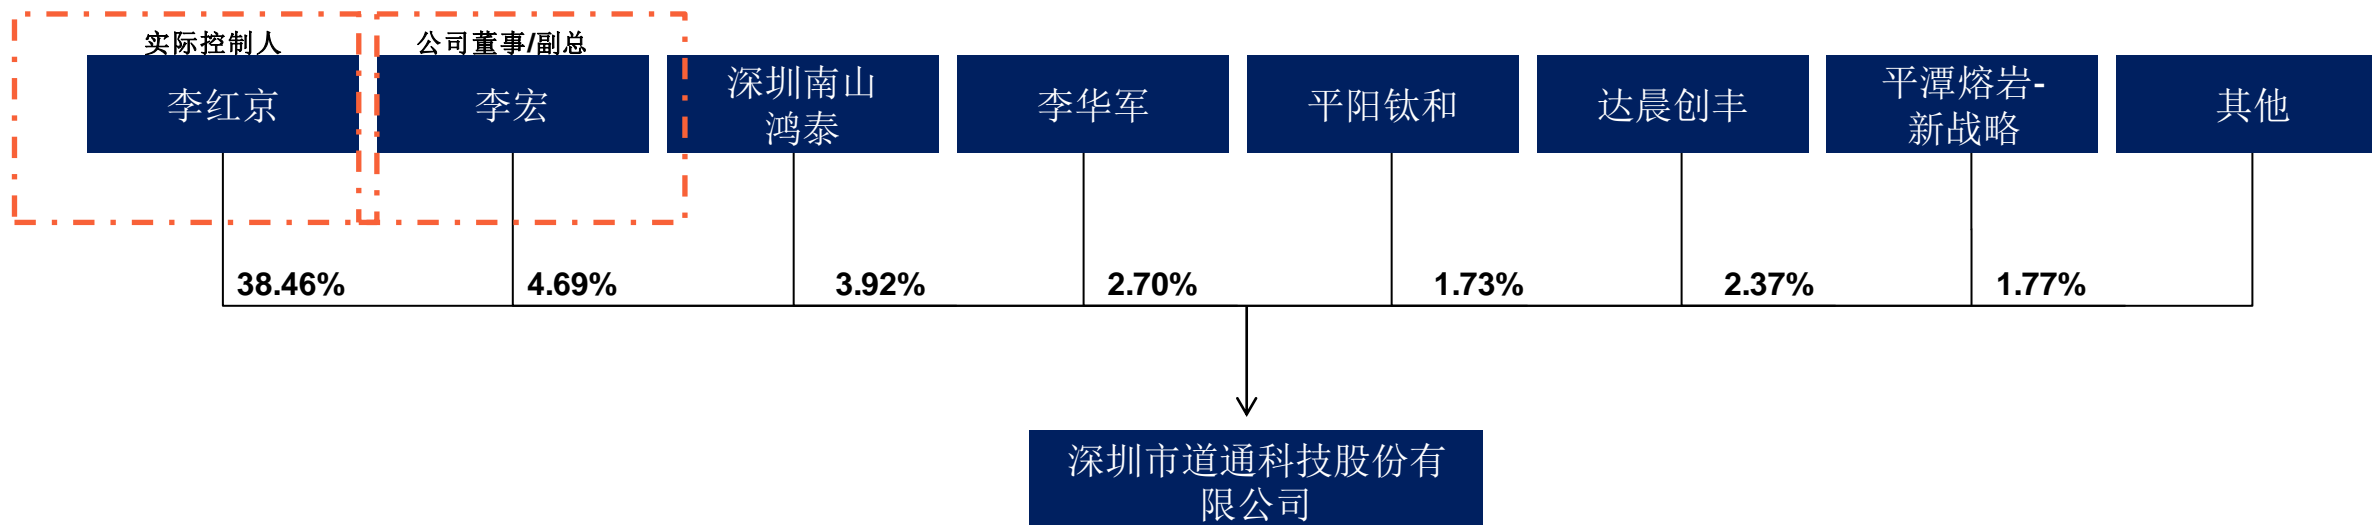 实际控制人
公司董事/副总
李红京
李宏
深圳南山
鸿泰
李华军
平阳钛和
达晨创丰
平潭熔岩-
新战略
其他
38.46%
4.69%
3.92%
2.70%
1.73%
2.37%
1.77%
深圳市道通科技股份有
限公司